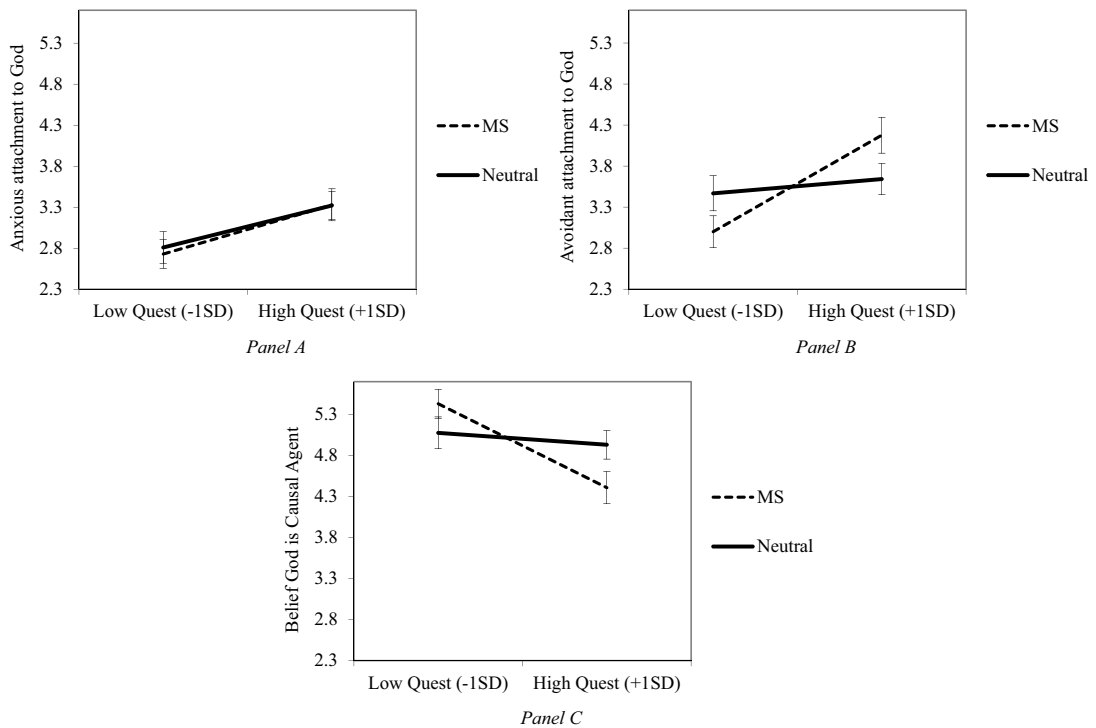 Anxious attachment to God
5.3
4.8
4.3
3.8
3.3
2.8
2.3
Low Quest (-1SD)
High Quest (+1SD)
MS
Neutral
Panel A
Avoidant attachment to God
5.3
4.8
4.3
3.8
3.3
2.8
2.3
Low Quest (-1SD)
High Quest (+1SD)
MS
Neutral
Panel B
Belief God is Causal Agent
5.3
4.8
4.3
3.8
3.3
2.8
2.3
Low Quest (-1SD)
High Quest (+1SD)
MS
Neutral
Panel C